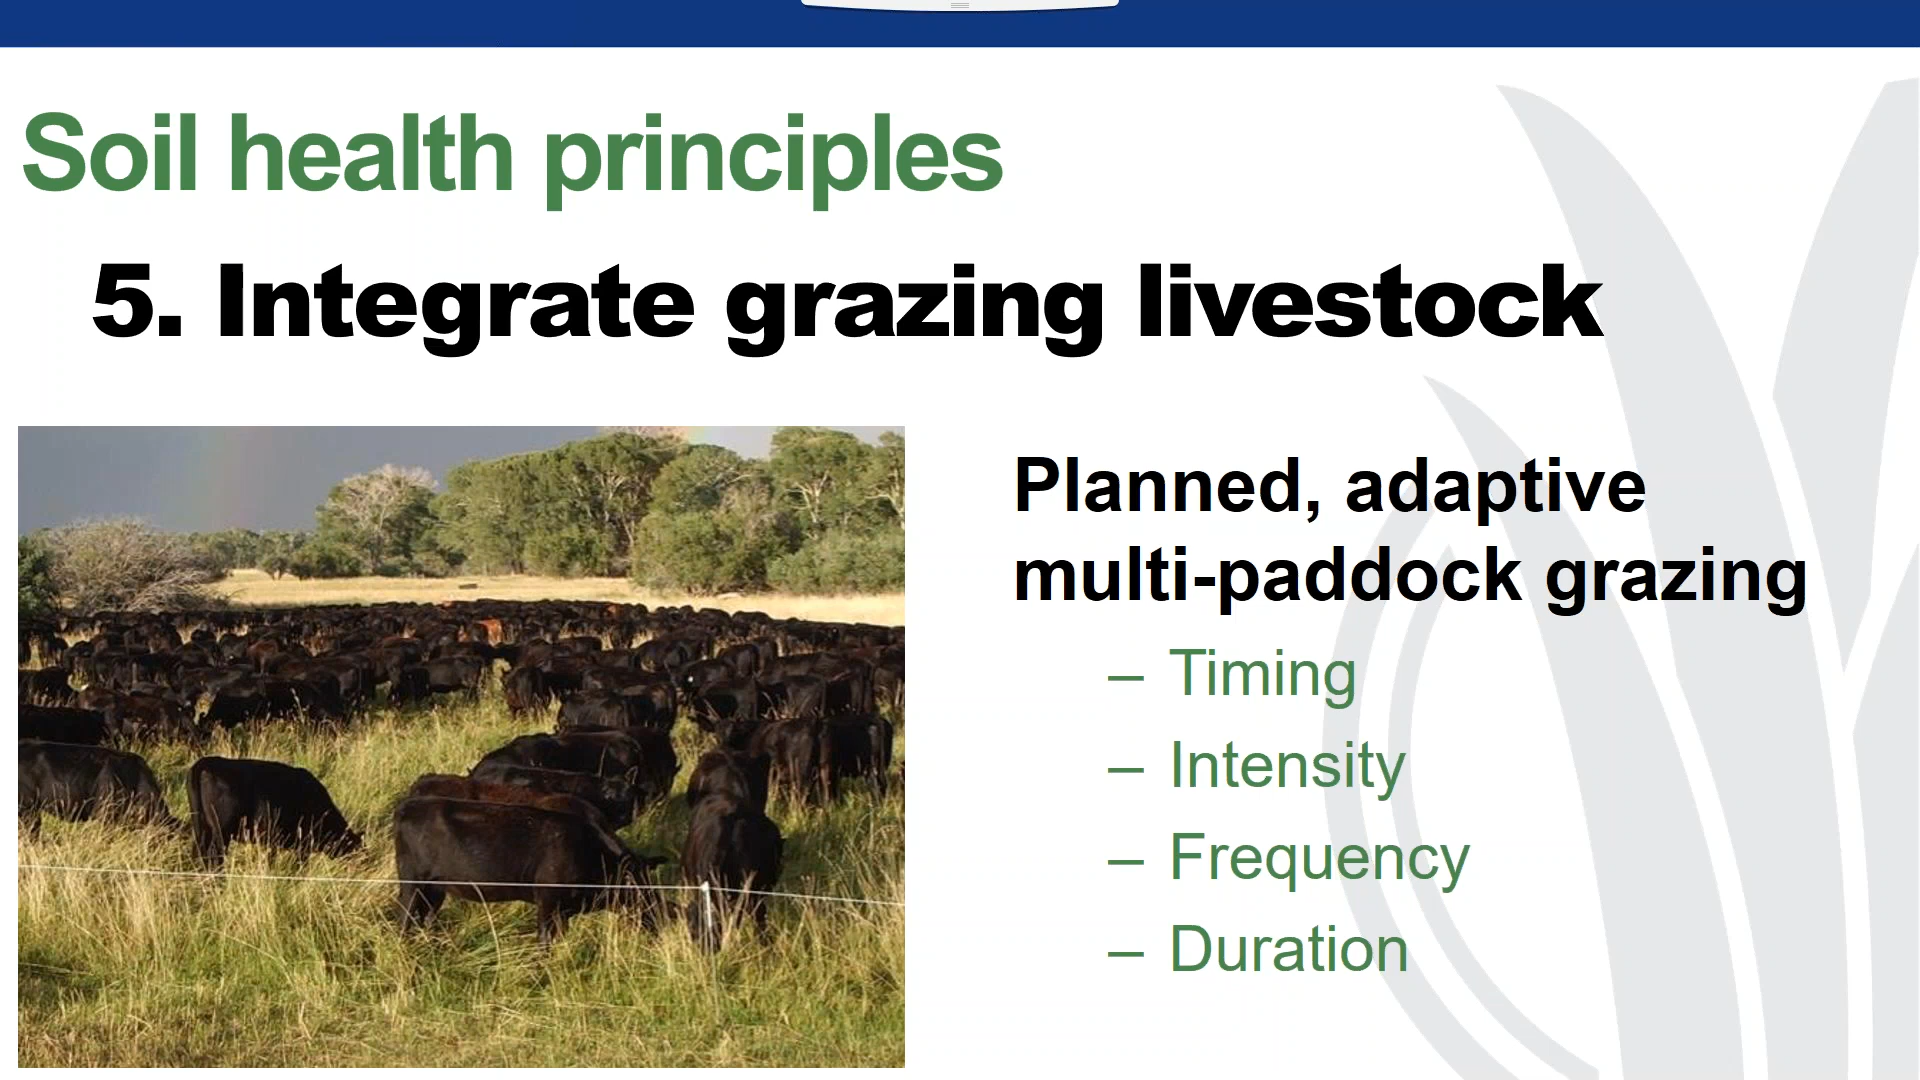 Soil health principles
5. Integrate grazing livestock
Planned, adaptive
multi-paddock grazing
– Timing
– Intensity
– Frequency
– Duration